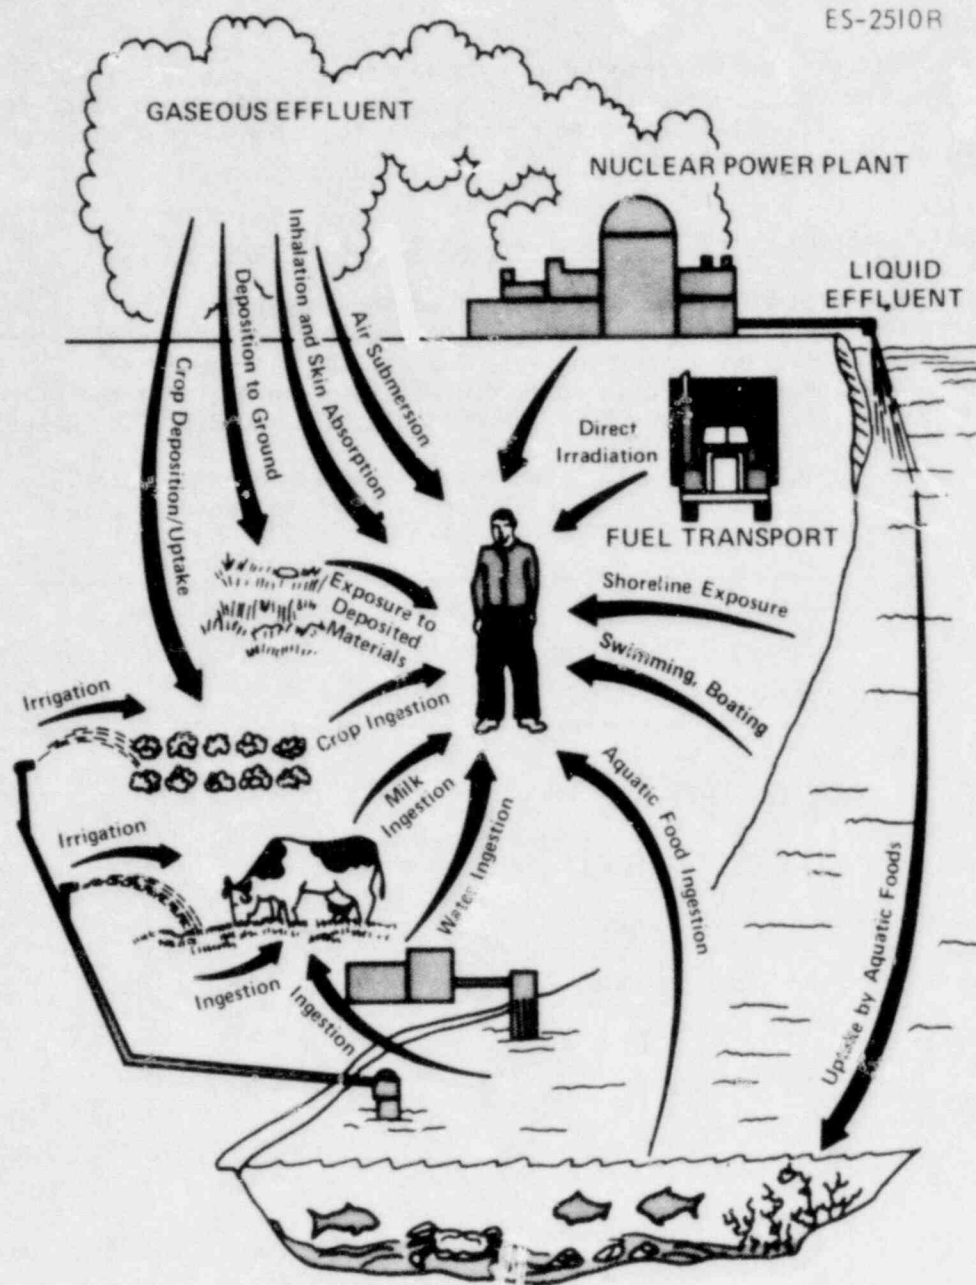 ES-2510R
GASEOUS EFFLUENT
NUCLEAR POWER PLANT
LIQUID
EFFLUENT
Crop Deposition/Uptake
Deposition to Ground
Inhalation and Skin Absorption
Air Submersion
Direct
Irradiation
FUEL TRANSPORT
Exposure to
Deposited
Materials
Shoreline Exposure
Swimming, Boating
Irrigation
Crop Ingestion
Milk
Ingestion
Irrigation
Water Ingestion
Aquatic Food Ingestion
Uptake by Aquatic Foods
Ingestion
Ingestion